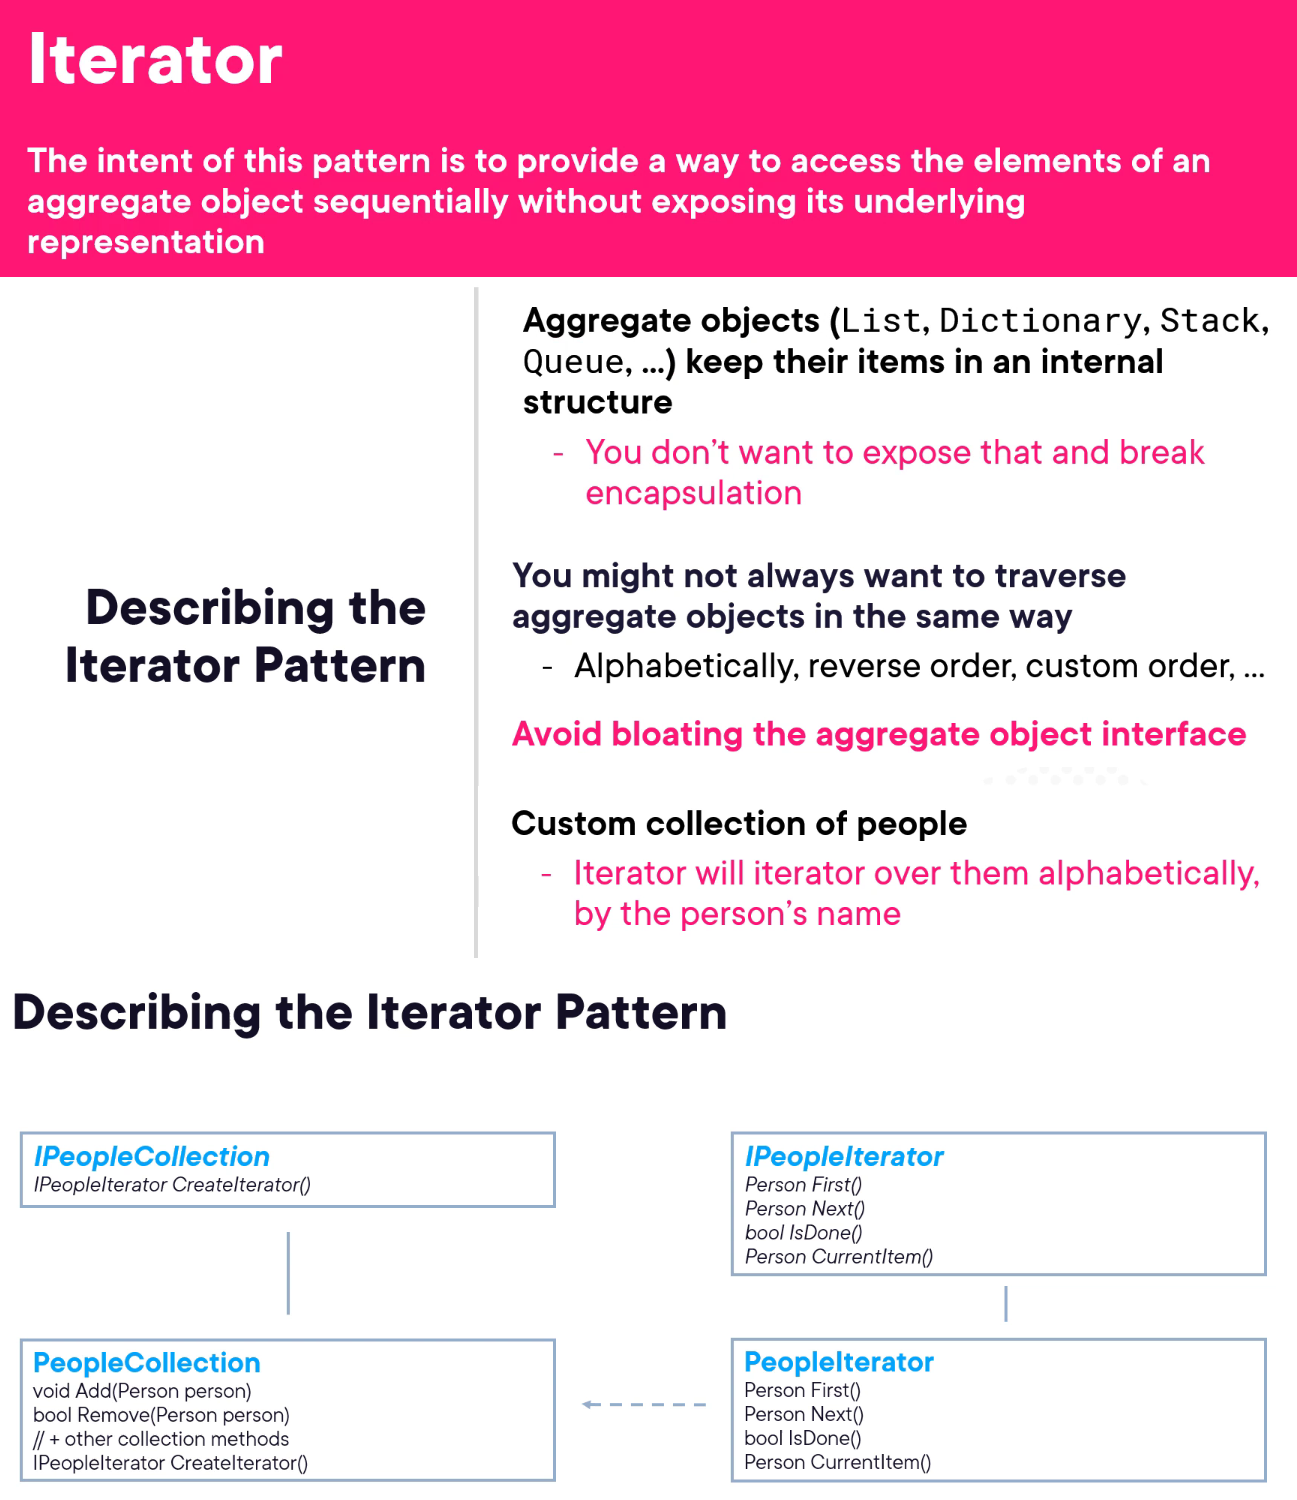 Iterator
The intent of this pattern is to provide a way to access the elements of an
aggregate object sequentially without exposing its underlying
representation
Describing the
Iterator Pattern
Aggregate objects (List, Dictionary, Stack,
Queue, ...) keep their items in an internal
structure
- You don't want to expose that and break
encapsulation
You might not always want to traverse
aggregate objects in the same way
- Alphabetically, reverse order, custom order, ...
Avoid bloating the aggregate object interface
Custom collection of people
- Iterator will iterator over them alphabetically,
by the person's name
Describing the Iterator Pattern
IPeopleCollection
IPeopleIterator CreateIterator()
IPeopleIterator
Person First()
Person Next()
bool IsDone()
Person CurrentItem()
PeopleCollection
void Add(Person person)
bool Remove(Person person)
// + other collection methods
IPeopleIterator CreateIterator()
PeopleIterator
Person First()
Person Next()
bool IsDone()
Person CurrentItem()